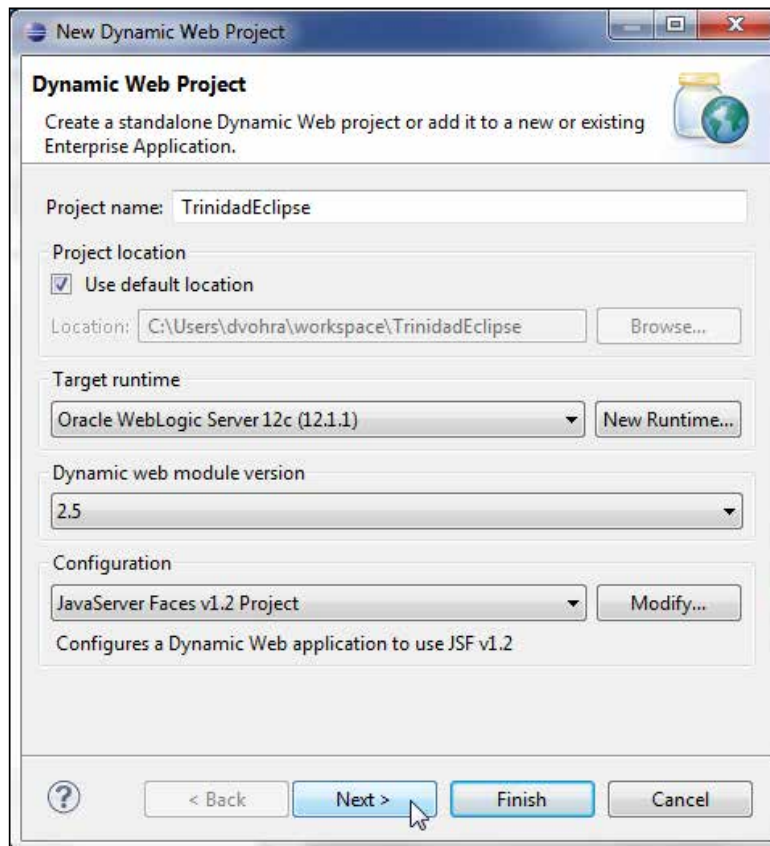 New Dynamic Web Project
Dynamic Web Project
Create a standalone Dynamic Web project or add it to a new or existing
Enterprise Application.
Project name: TrinidadEclipse
Project location
Use default location
Location: C:\Users\dvohra\workspace\TrinidadEclipse Browse...
Target runtime
Oracle WebLogic Server 12c (12.1.1) New Runtime...
Dynamic web module version
2.5
Configuration
JavaServer Faces v1.2 Project Modify...
Configures a Dynamic Web application to use JSF v1.2
? < Back Next > Finish Cancel